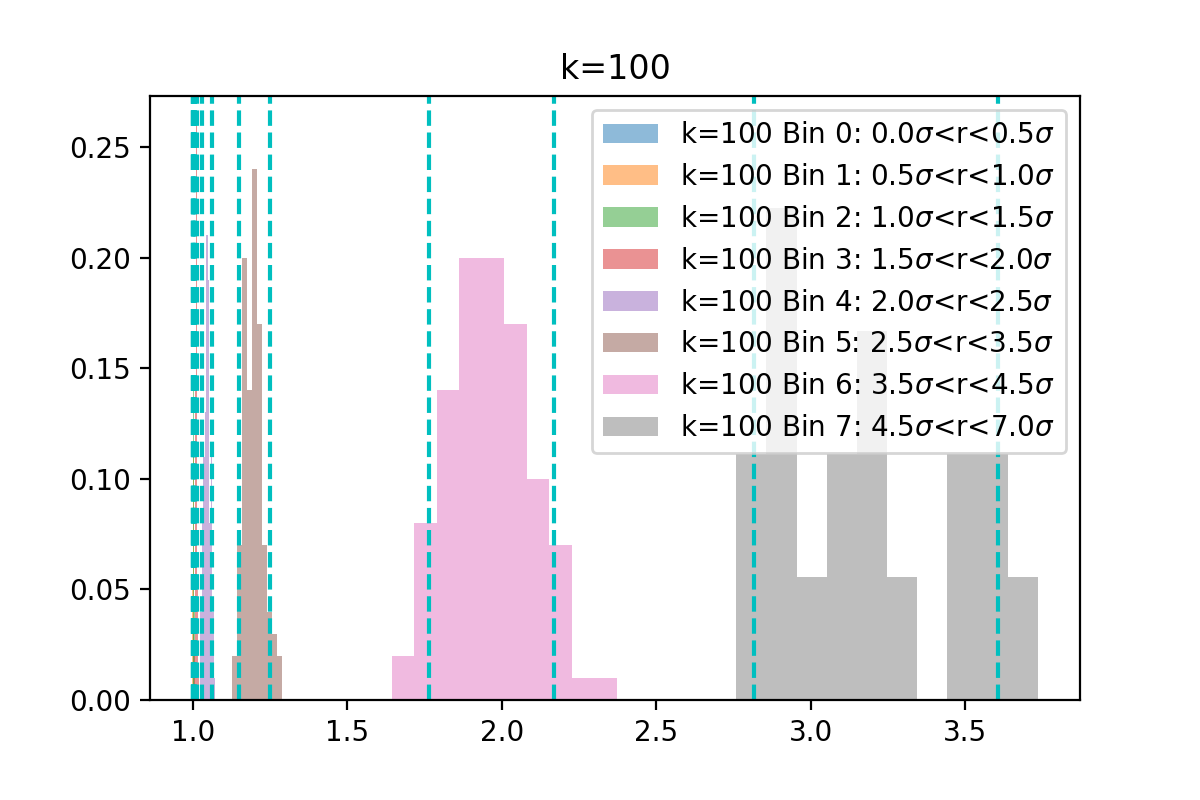 k=100
0.25
0.20
0.15
0.10
0.05
0.00
k=100 Bin 0: 0.0σ<r<0.5σ
k=100 Bin 1: 0.5σ<r<1.0σ
k=100 Bin 2: 1.0σ<r<1.5σ
k=100 Bin 3: 1.5σ<r<2.0σ
k=100 Bin 4: 2.0σ<r<2.5σ
k=100 Bin 5: 2.5σ<r<3.5σ
k=100 Bin 6: 3.5σ<r<4.5σ
k=100 Bin 7: 4.5σ<r<7.0σ
1.0 1.5 2.0 2.5 3.0 3.5